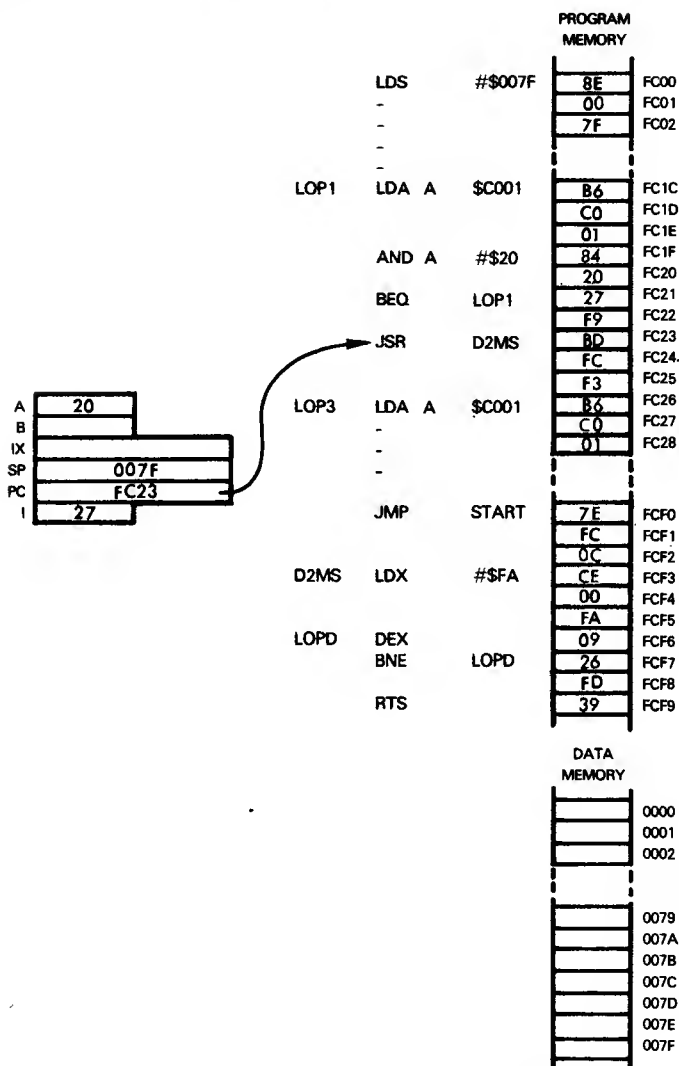 PROGRAM
MEMORY
LDS #$007F 8E FC00
- 00 FC01
- 7F FC02
-
-
LOP1 LDA A $C001 B6 FC1C
C0 FC1D
01 FC1E
AND A #$20 84 FC1F
20 FC20
BEQ LOP1 27 FC21
F9 FC22
JSR D2MS BD FC23
FC FC24
F3 FC25
LOP3 LDA A $C001 B6 FC26
- C0 FC27
- 01 FC28
-
A 20
B
IX
SP 007F
PC FC23
I 27
JMP START 7E FCF0
FC FCF1
0C FCF2
D2MS LDX #$FA CE FCF3
00 FCF4
FA FCF5
LOPD DEX 09 FCF6
BNE LOPD 26 FCF7
FD FCF8
RTS 39 FCF9
DATA
MEMORY
0000
0001
0002
0079
007A
007B
007C
007D
007E
007F